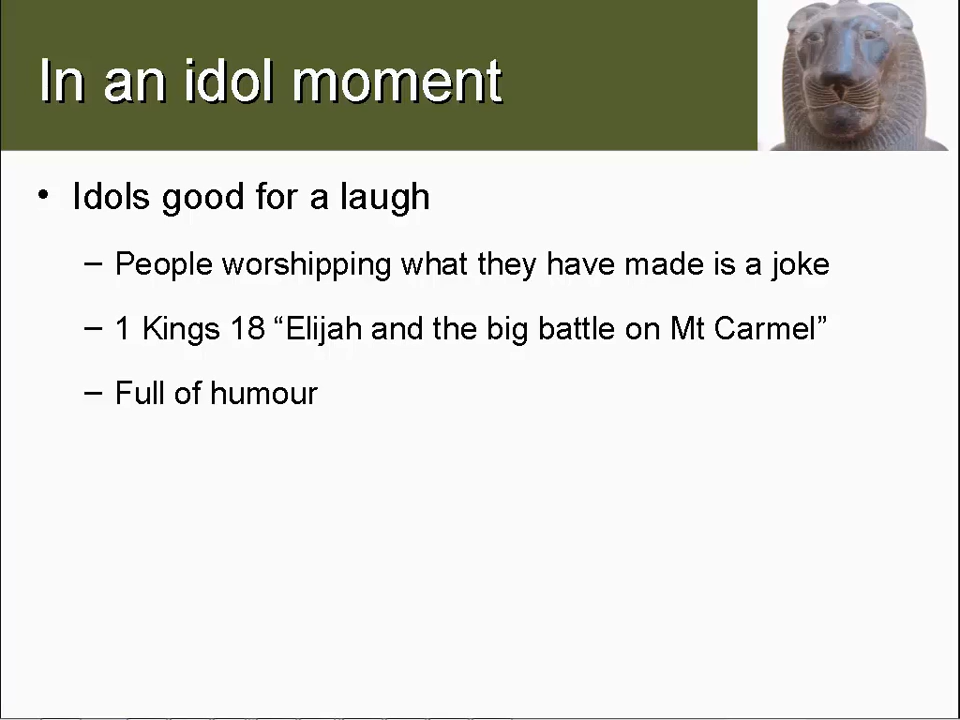 In an idol moment
• Idols good for a laugh
– People worshipping what they have made is a joke
– 1 Kings 18 “Elijah and the big battle on Mt Carmel”
– Full of humour